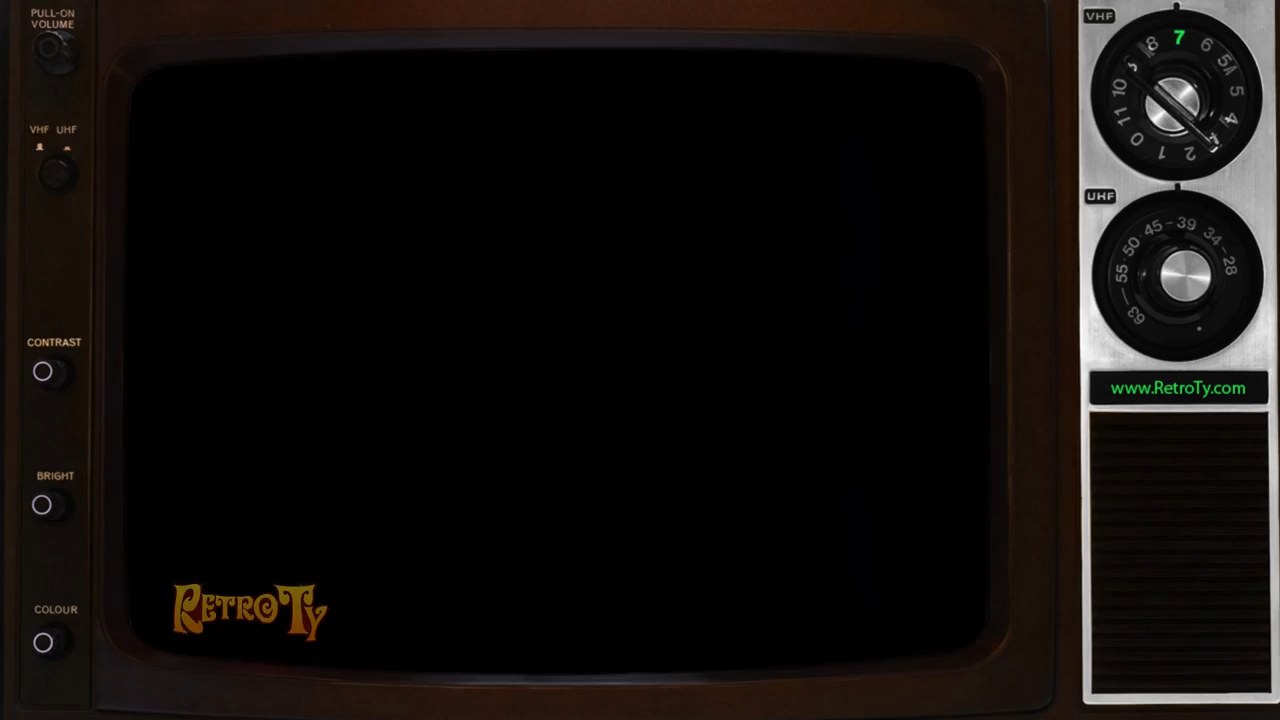 PULL-ON
VOLUME
VHF UHF
CONTRAST
BRIGHT
COLOUR
RETROTY
VHF
7
6
5A
5
4
2
1
0
11
10
8
UHF
63
55
50
45
39
34
28
www.RetroTy.com